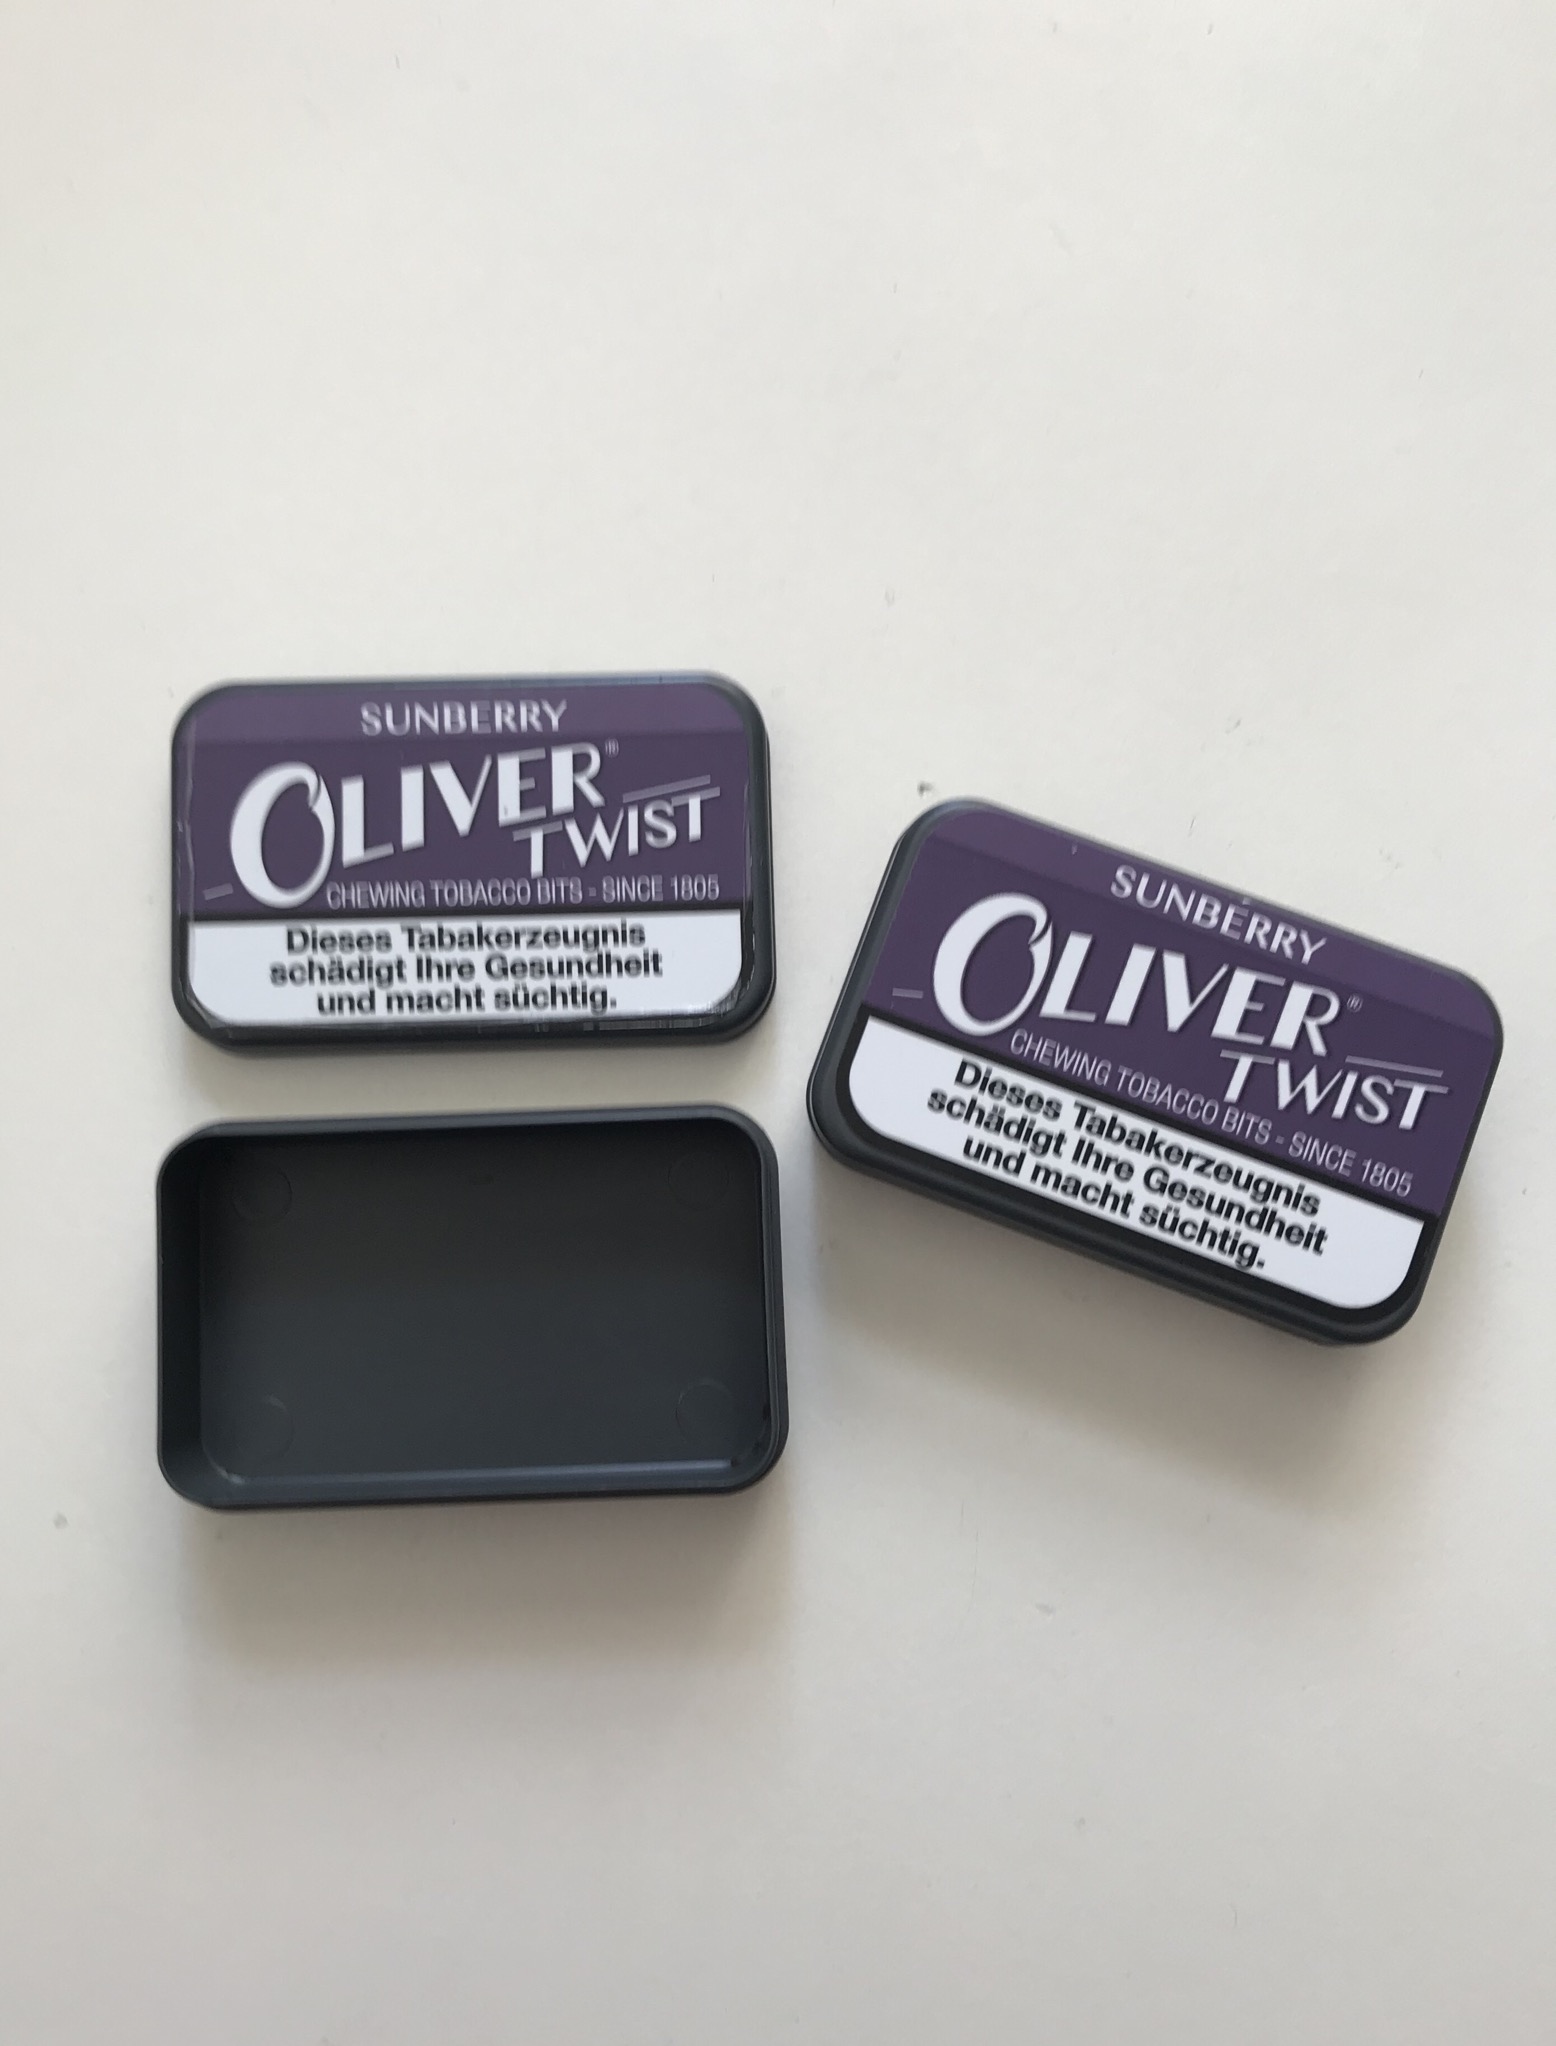 SUNBERRY
OLIVER®
TWIST
CHEWING TOBACCO BITS - SINCE 1805
Dieses Tabakerzeugnis
schädigt Ihre Gesundheit
und macht süchtig.
SUNBERRY
OLIVER®
TWIST
CHEWING TOBACCO BITS - SINCE 1805
Dieses Tabakerzeugnis
schädigt Ihre Gesundheit
und macht süchtig.